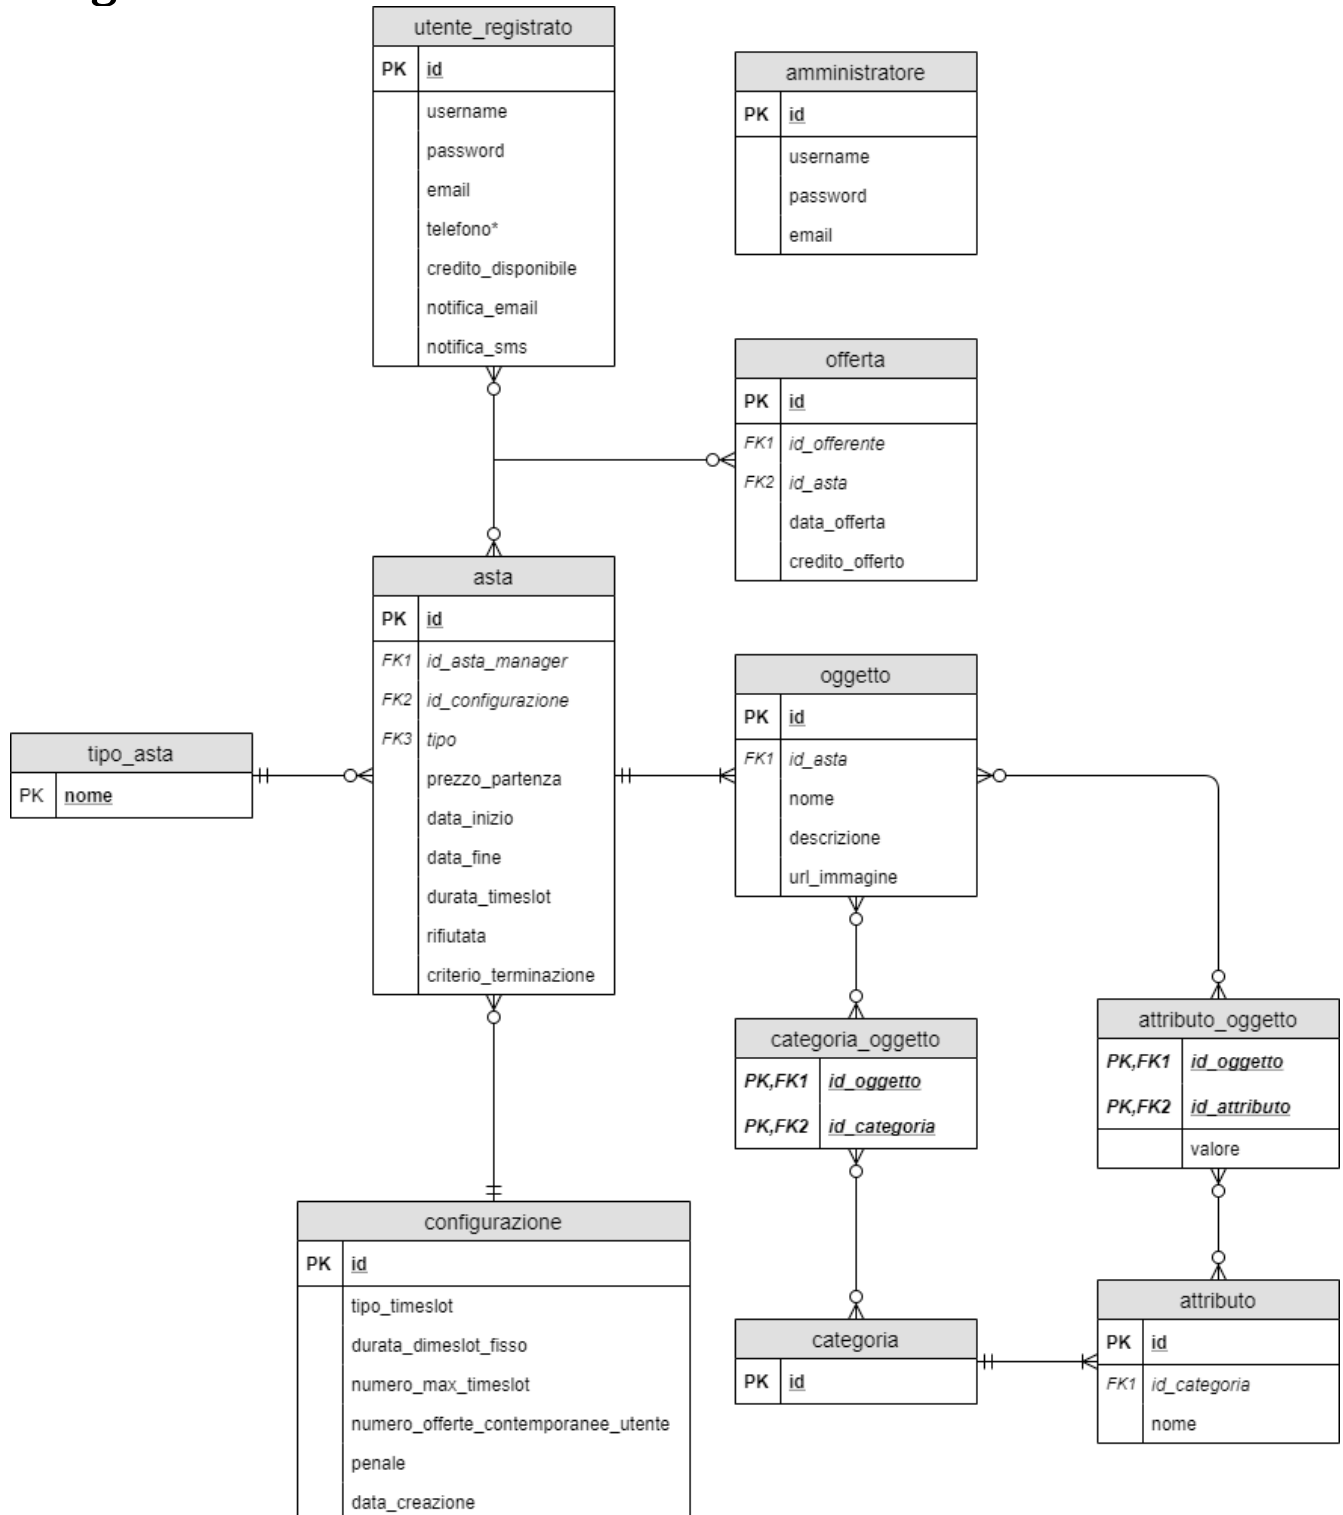 utente_registrato
PK id
username
password
email
telefono*
credito_disponibile
notifica_email
notifica_sms
amministratore
PK id
username
password
email
offerta
PK id
FK1 id_offerente
FK2 id_asta
data_offerta
credito_offerto
asta
PK id
FK1 id_asta_manager
FK2 id_configurazione
FK3 tipo
prezzo_partenza
data_inizio
data_fine
durata_timeslot
rifiutata
criterio_terminazione
tipo_asta
PK nome
oggetto
PK id
FK1 id_asta
nome
descrizione
url_immagine
categoria_oggetto
PK,FK1 id_oggetto
PK,FK2 id_categoria
attributo_oggetto
PK,FK1 id_oggetto
PK,FK2 id_attributo
valore
configurazione
PK id
tipo_timeslot
durata_dimeslot_fisso
numero_max_timeslot
numero_offerte_contemporanee_utente
penale
data_creazione
categoria
PK id
attributo
PK id
FK1 id_categoria
nome